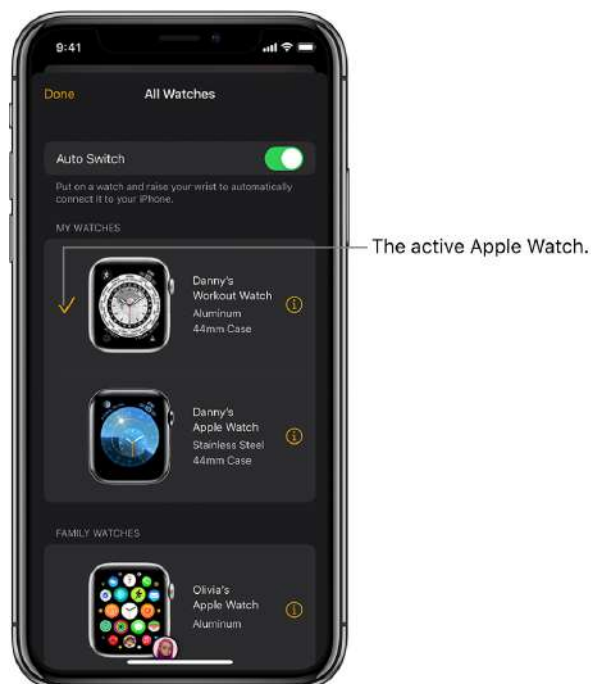 9:41
Done
All Watches
Auto Switch
Put on a watch and raise your wrist to automatically
connect it to your iPhone.
MY WATCHES
The active Apple Watch.
Danny's
Workout Watch
Aluminum
44mm Case
Danny's
Apple Watch
Stainless Steel
44mm Case
FAMILY WATCHES
Olivia's
Apple Watch
Aluminum